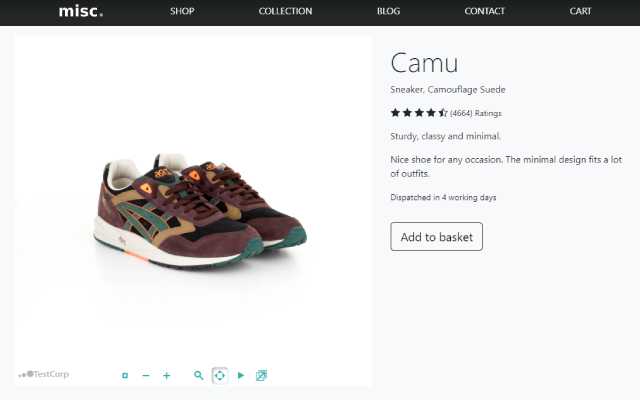 misc.
SHOP
COLLECTION
BLOG
CONTACT
CART
Camu
Sneaker, Camouflage Suede
(4664) Ratings
Sturdy, classy and minimal.
Nice shoe for any occasion. The minimal design fits a lot
of outfits.
Dispatched in 4 working days
Add to basket
TestCorp